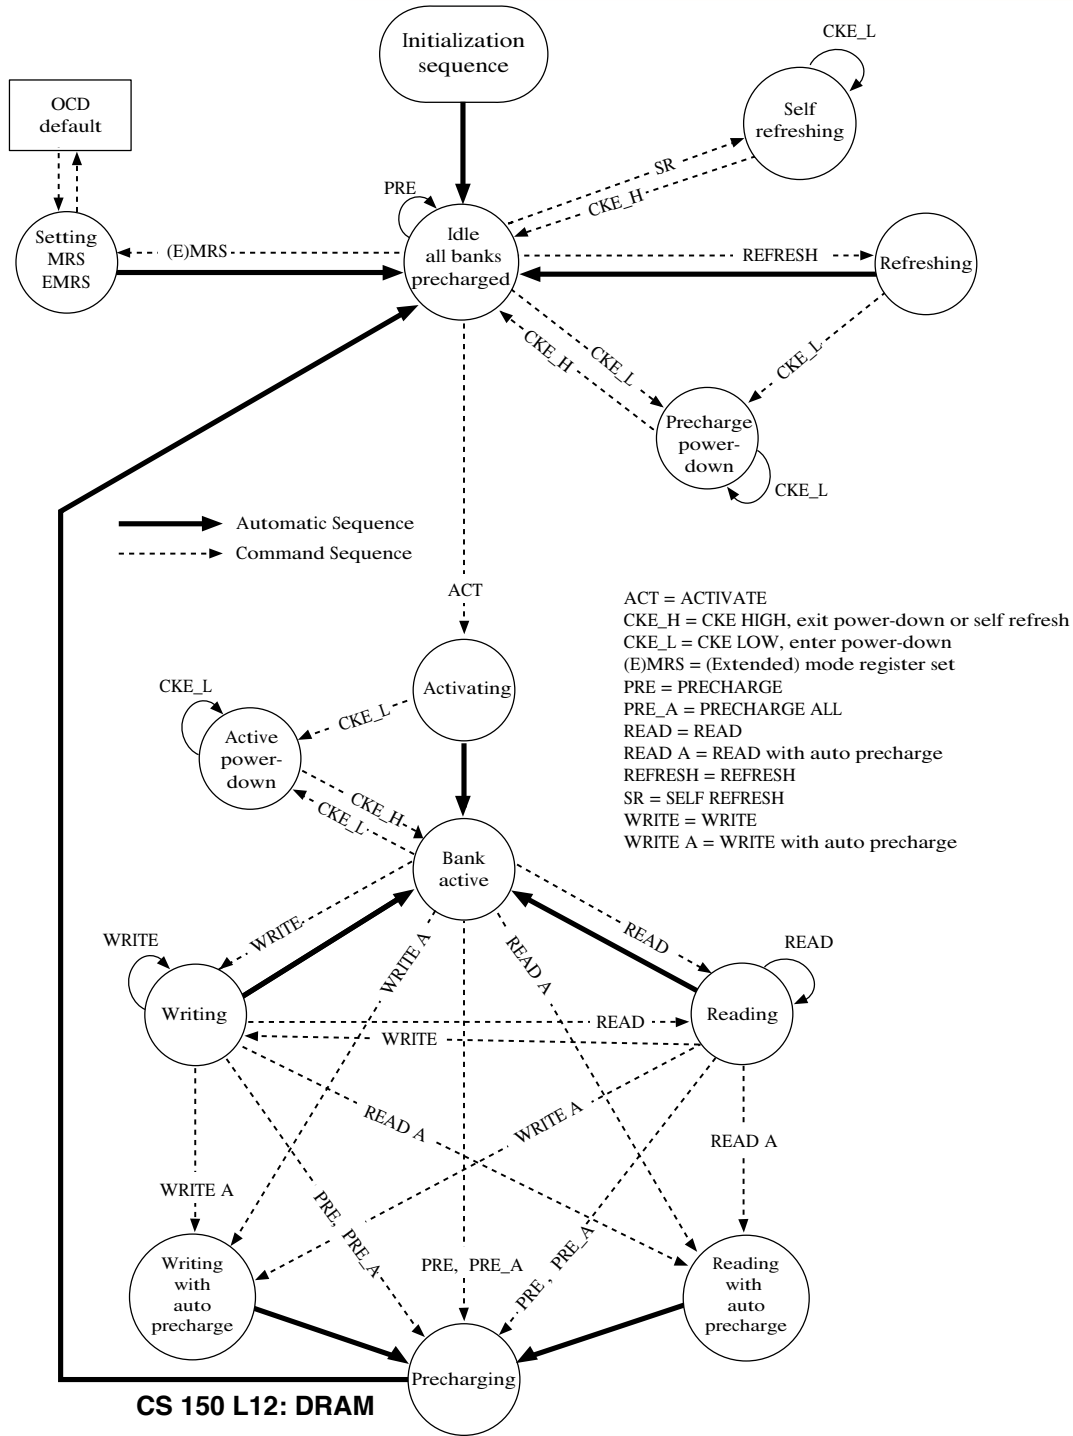 Initialization
sequence
CKE_L
Self
refreshing
OCD
default
SR
CKE_H
PRE
Idle
all banks
precharged
Setting
MRS
EMRS
(E)MRS
REFRESH
Refreshing
CKE_H
CKE_L
CKE_L
Precharge
power-
down
CKE_L
Automatic Sequence
Command Sequence
ACT
ACT = ACTIVATE
CKE_H = CKE HIGH, exit power-down or self refresh
CKE_L = CKE LOW, enter power-down
(E)MRS = (Extended) mode register set
PRE = PRECHARGE
PRE_A = PRECHARGE ALL
READ = READ
READ A = READ with auto precharge
REFRESH = REFRESH
SR = SELF REFRESH
WRITE = WRITE
WRITE A = WRITE with auto precharge
Activating
CKE_L
CKE_L
Active
power-
down
CKE_H
CKE_L
Bank
active
WRITE
WRITE
WRITE A
READ A
READ
READ
Writing
Reading
READ
WRITE
READ A
WRITE A
READ A
WRITE A
PRE, PRE_A
PRE, PRE_A
PRE , PRE_A
Writing
with
auto
precharge
Reading
with
auto
precharge
Precharging
CS 150 L12: DRAM